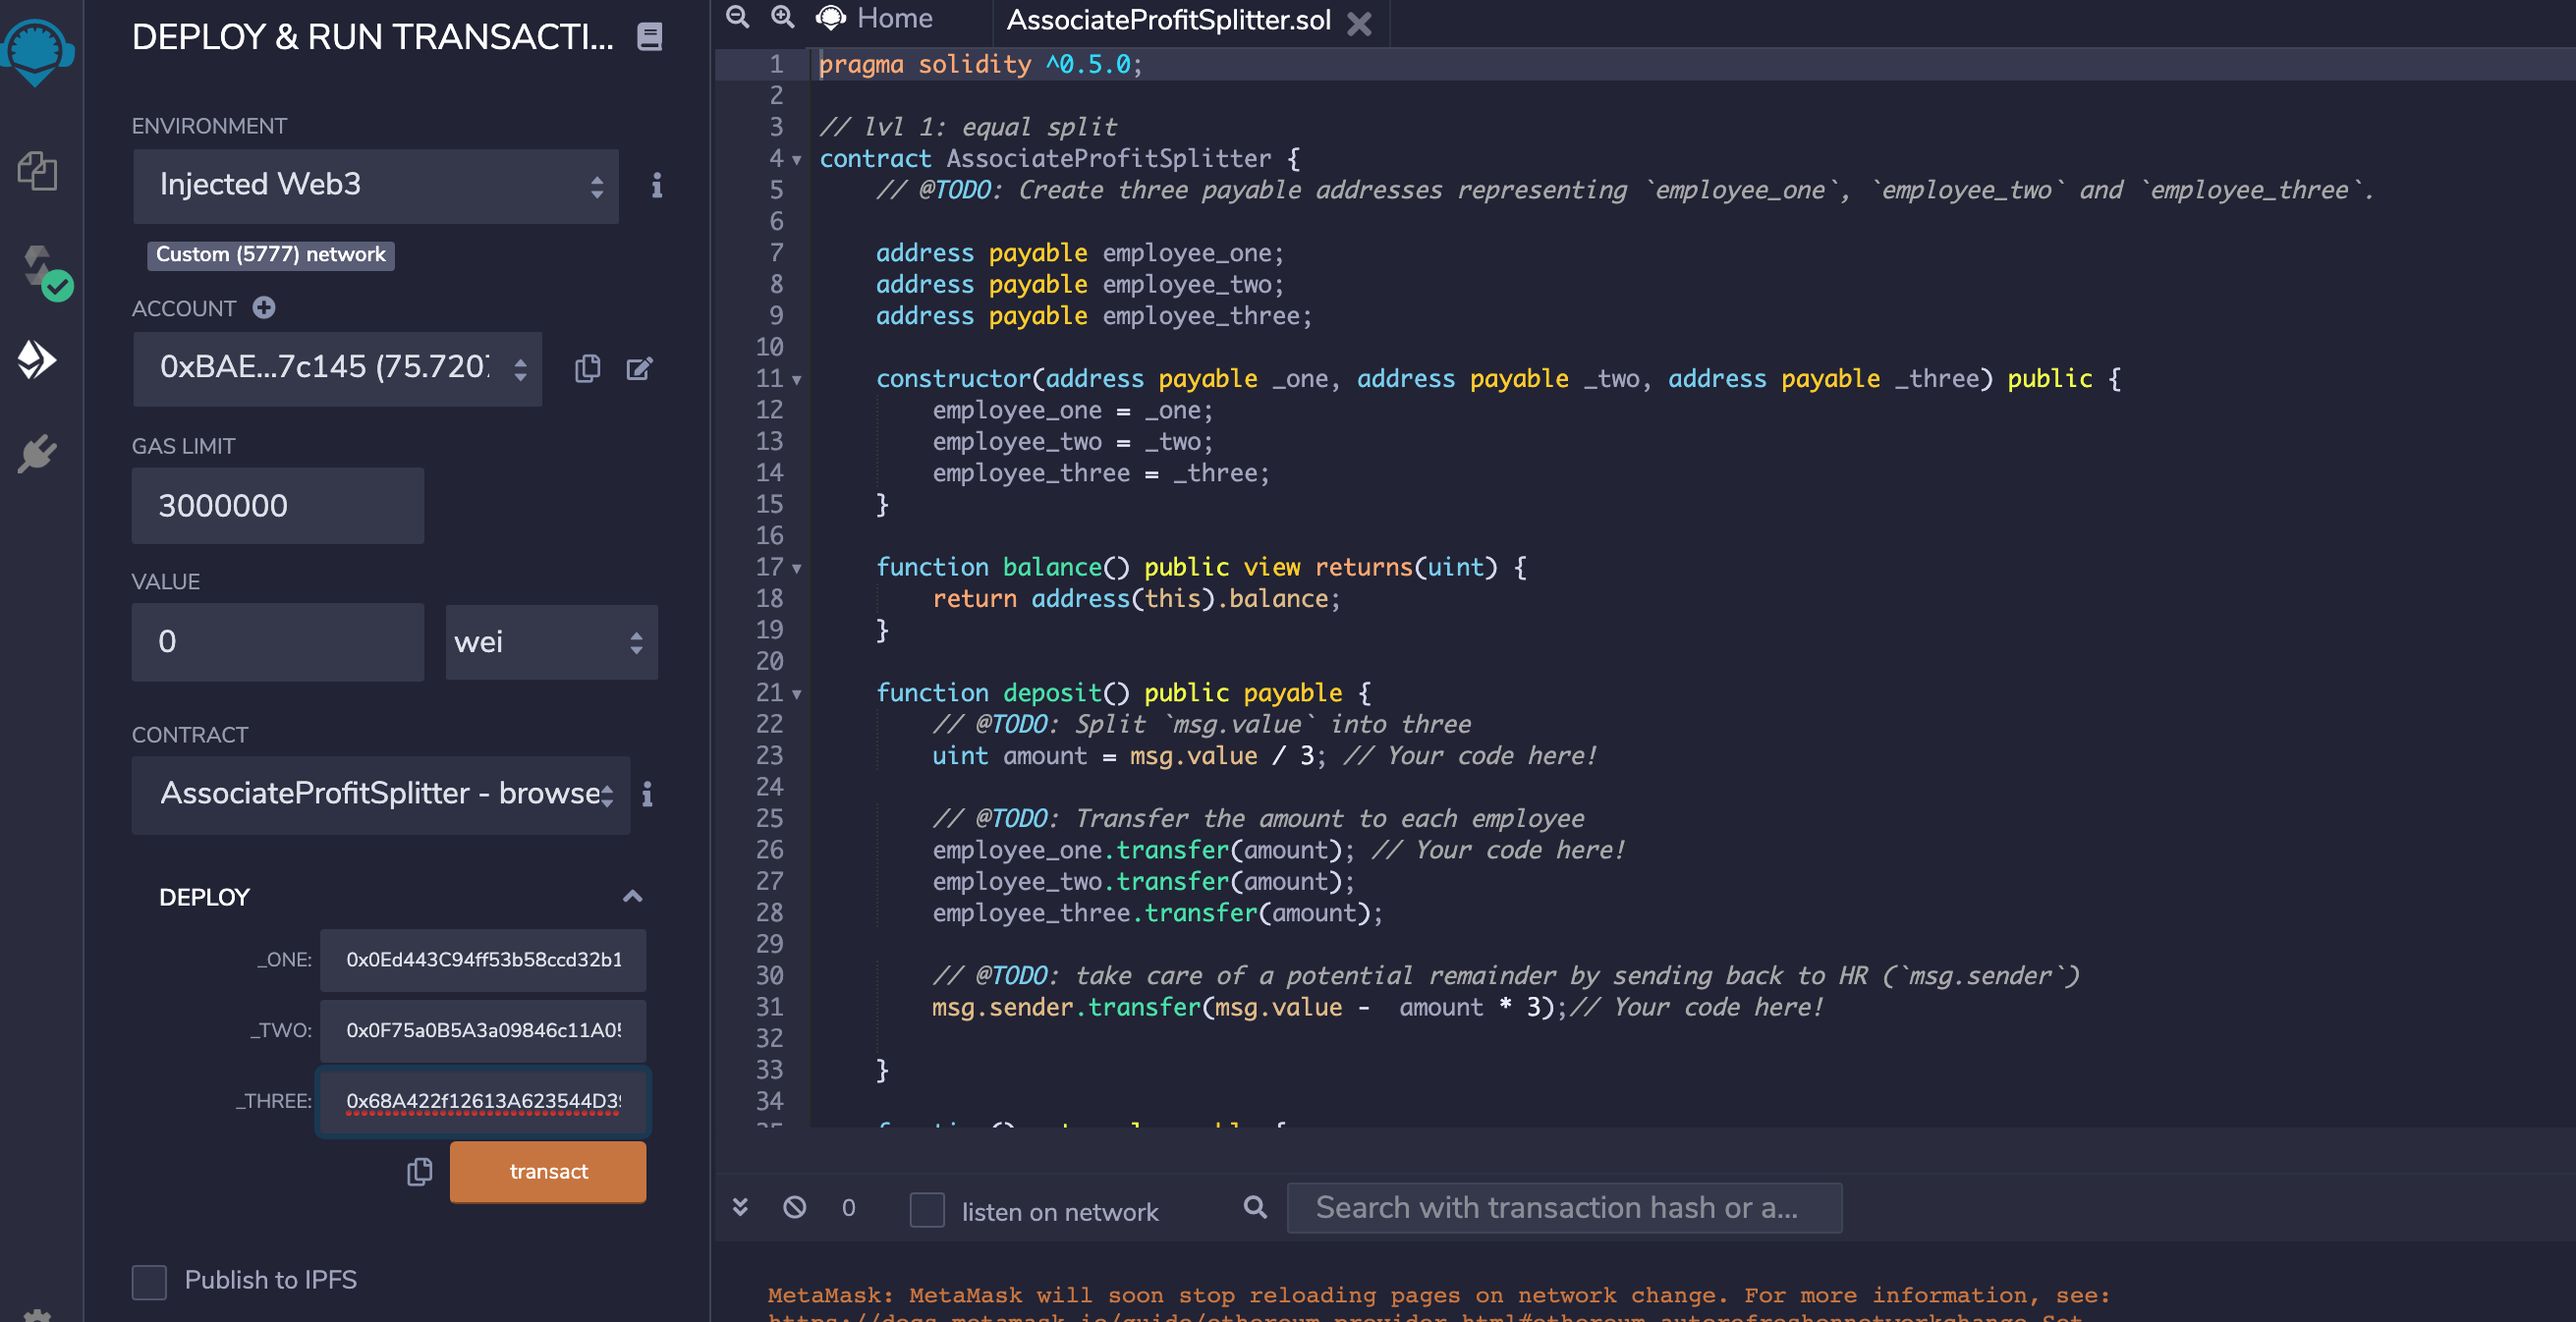 DEPLOY & RUN TRANSACTI...
ENVIRONMENT
Injected Web3
Custom (5777) network
ACCOUNT
0xBAE...7c145 (75.720
GAS LIMIT
3000000
VALUE
0
wei
CONTRACT
AssociateProfitSplitter - browse
DEPLOY
_ONE: 0x0Ed443C94ff53b58ccd32b1
_TWO: 0x0F75a0B5A3a09846c11A05
_THREE: 0x68A422f12613A623544D39
transact
Publish to IPFS
Home
AssociateProfitSplitter.sol
1 pragma solidity ^0.5.0;
2
3 // lvl 1: equal split
4 contract AssociateProfitSplitter {
5 // @TODO: Create three payable addresses representing `employee_one`, `employee_two` and `employee_three`.
6
7 address payable employee_one;
8 address payable employee_two;
9 address payable employee_three;
10
11 constructor(address payable _one, address payable _two, address payable _three) public {
12 employee_one = _one;
13 employee_two = _two;
14 employee_three = _three;
15 }
16
17 function balance() public view returns(uint) {
18 return address(this).balance;
19 }
20
21 function deposit() public payable {
22 // @TODO: Split `msg.value` into three
23 uint amount = msg.value / 3; // Your code here!
24
25 // @TODO: Transfer the amount to each employee
26 employee_one.transfer(amount); // Your code here!
27 employee_two.transfer(amount);
28 employee_three.transfer(amount);
29
30 // @TODO: take care of a potential remainder by sending back to HR (`msg.sender`)
31 msg.sender.transfer(msg.value -  amount * 3);// Your code here!
32
33 }
34
0
listen on network
Search with transaction hash or a...
MetaMask: MetaMask will soon stop reloading pages on network change. For more information, see: